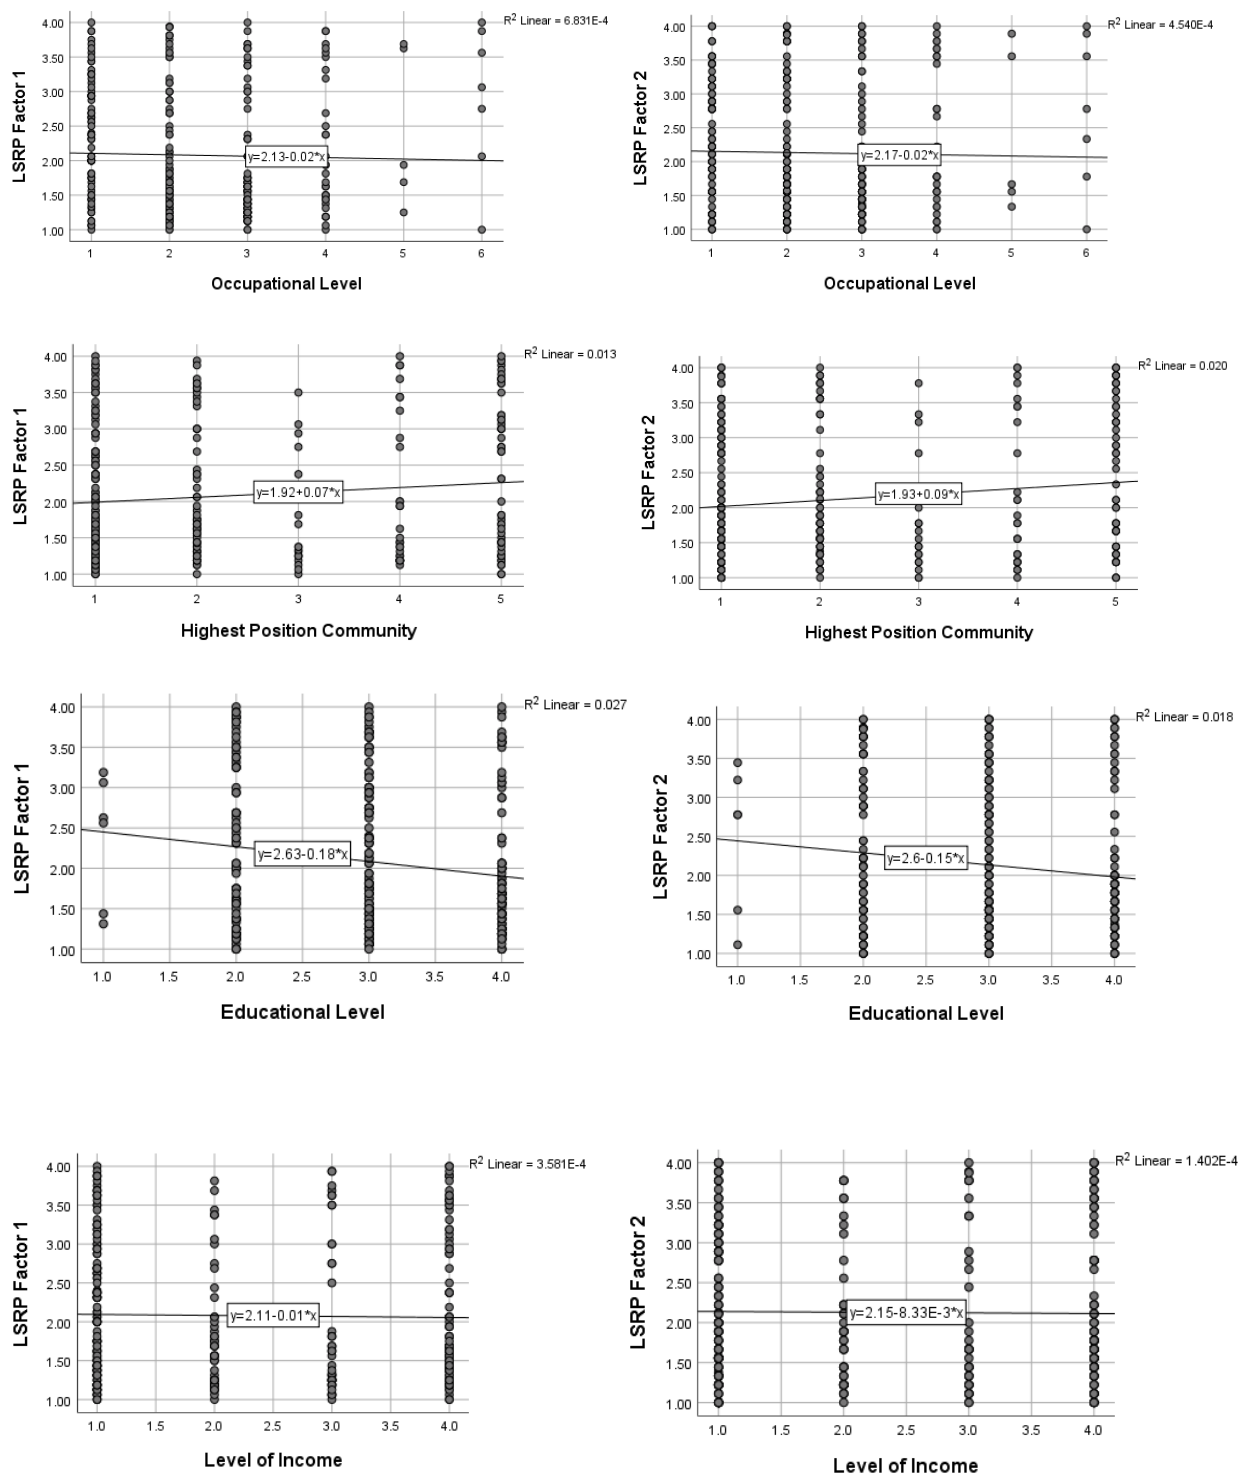 R² Linear = 6.831E-4
LSRP Factor 1
4.00
3.50
3.00
2.50
2.00
1.50
1.00
y=2.13-0.02*x
1 2 3 4 5 6
Occupational Level
R² Linear = 4.540E-4
LSRP Factor 2
4.00
3.50
3.00
2.50
2.00
1.50
1.00
y=2.17-0.02*x
1 2 3 4 5 6
Occupational Level
R² Linear = 0.013
LSRP Factor 1
4.00
3.50
3.00
2.50
2.00
1.50
1.00
y=1.92+0.07*x
1 2 3 4 5
Highest Position Community
R² Linear = 0.020
LSRP Factor 2
4.00
3.50
3.00
2.50
2.00
1.50
1.00
y=1.93+0.09*x
1 2 3 4 5
Highest Position Community
R² Linear = 0.027
LSRP Factor 1
4.00
3.50
3.00
2.50
2.00
1.50
1.00
y=2.63-0.18*x
1.0 1.5 2.0 2.5 3.0 3.5 4.0
Educational Level
R² Linear = 0.018
LSRP Factor 2
4.00
3.50
3.00
2.50
2.00
1.50
1.00
y=2.6-0.15*x
1.0 1.5 2.0 2.5 3.0 3.5 4.0
Educational Level
R² Linear = 3.581E-4
LSRP Factor 1
4.00
3.50
3.00
2.50
2.00
1.50
1.00
y=2.11-0.01*x
1.0 1.5 2.0 2.5 3.0 3.5 4.0
Level of Income
R² Linear = 1.402E-4
LSRP Factor 2
4.00
3.50
3.00
2.50
2.00
1.50
1.00
y=2.15-8.33E-3*x
1.0 1.5 2.0 2.5 3.0 3.5 4.0
Level of Income